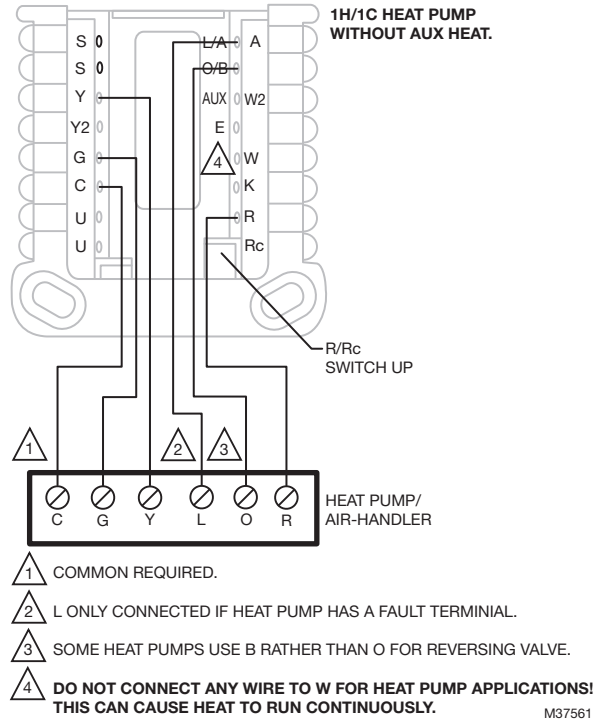 1H/1C HEAT PUMP
WITHOUT AUX HEAT.
S L/A A
S O/B
Y AUX W2
Y2 E
G 4 W
C K
U R
U Rc
R/Rc
SWITCH UP
1 2 3
C G Y L O R
HEAT PUMP/
AIR-HANDLER
1 COMMON REQUIRED.
2 L ONLY CONNECTED IF HEAT PUMP HAS A FAULT TERMINIAL.
3 SOME HEAT PUMPS USE B RATHER THAN O FOR REVERSING VALVE.
4 DO NOT CONNECT ANY WIRE TO W FOR HEAT PUMP APPLICATIONS!
THIS CAN CAUSE HEAT TO RUN CONTINUOUSLY.
M37561